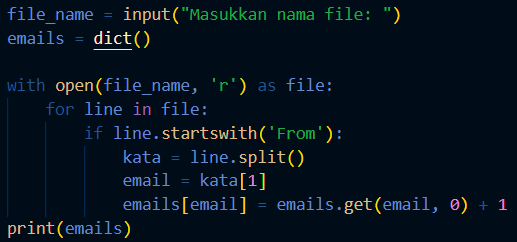 file_name = input("Masukkan nama file: ")
emails = dict()

with open(file_name, 'r') as file:
    for line in file:
        if line.startswith('From'):
            kata = line.split()
            email = kata[1]
            emails[email] = emails.get(email, 0) + 1
print(emails)